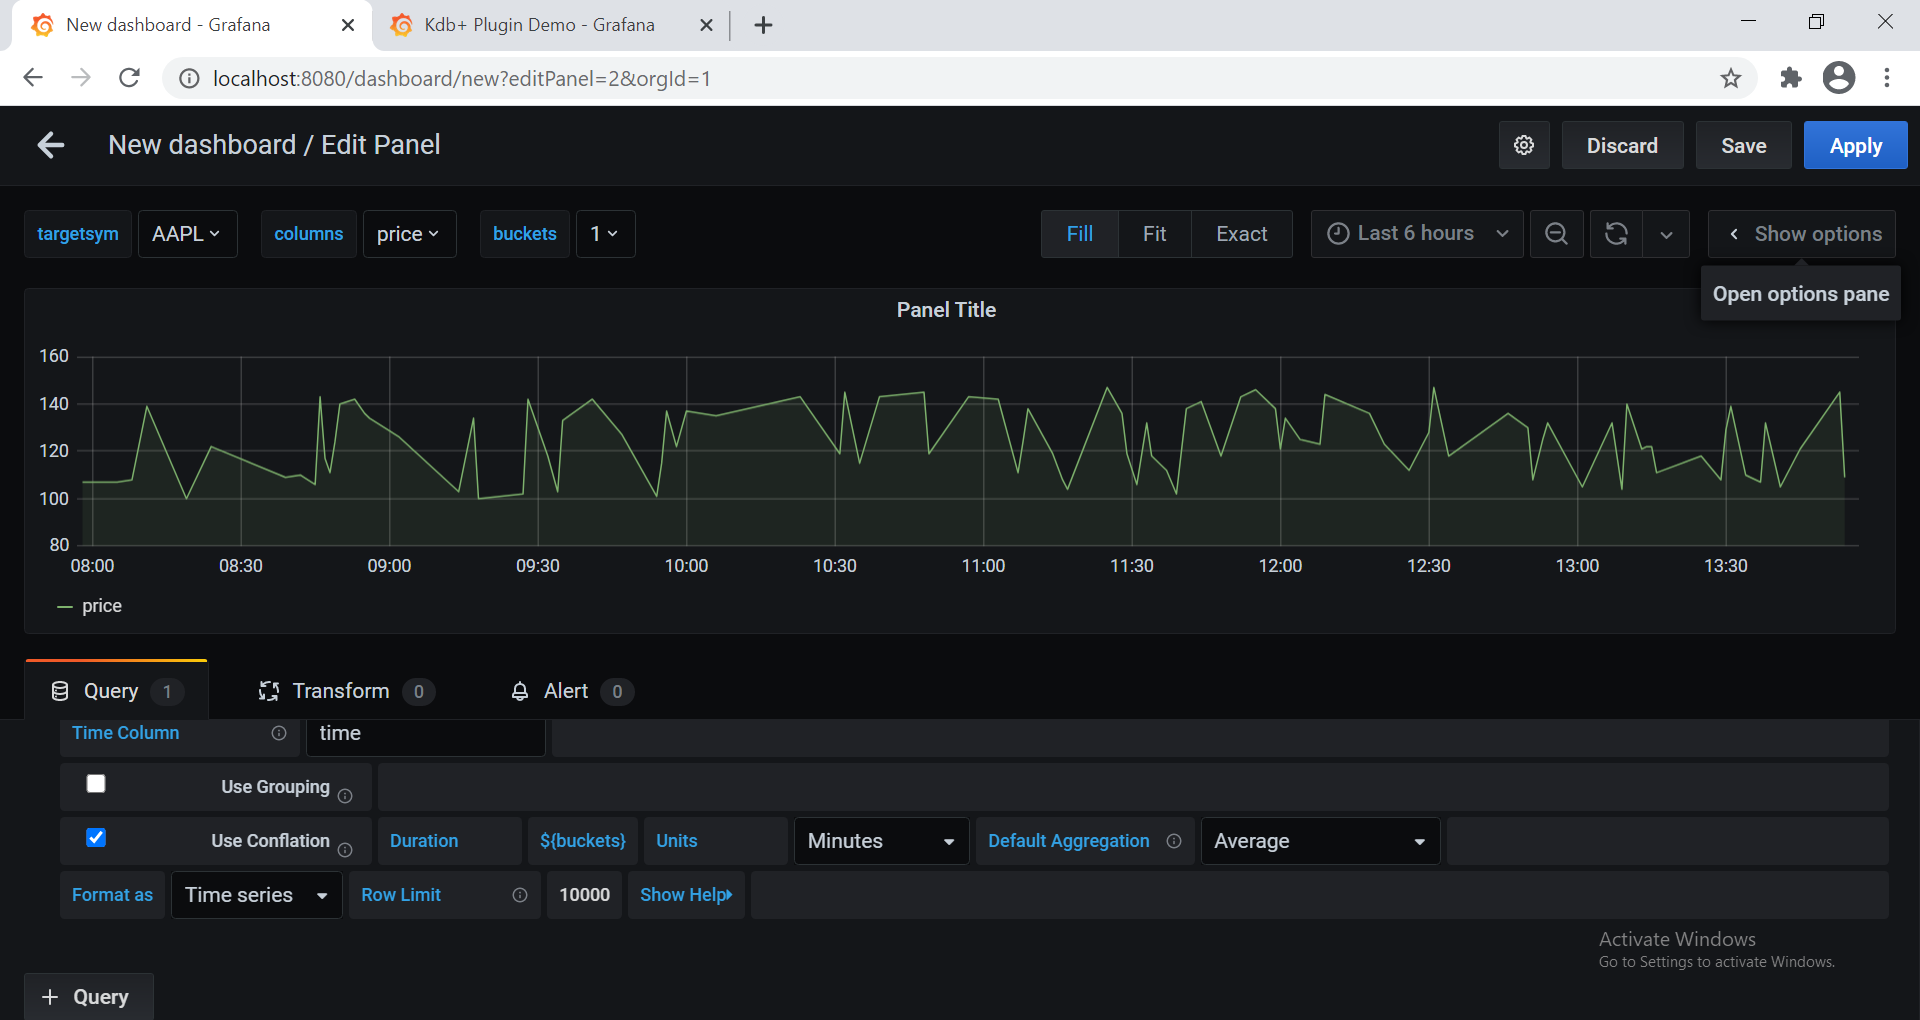 New dashboard - Grafana
Kdb+ Plugin Demo - Grafana
localhost:8080/dashboard/new?editPanel=2&orgId=1
New dashboard / Edit Panel
Discard
Save
Apply
targetsym
AAPL
columns
price
buckets
1
Fill
Fit
Exact
Last 6 hours
Show options
Open options pane
Panel Title
160
140
120
100
80
08:00
08:30
09:00
09:30
10:00
10:30
11:00
11:30
12:00
12:30
13:00
13:30
price
Query 1
Transform 0
Alert 0
Time Column
time
Use Grouping
Use Conflation
Duration
${buckets}
Units
Minutes
Default Aggregation
Average
Format as
Time series
Row Limit
10000
Show Help
Activate Windows
Go to Settings to activate Windows.
+ Query